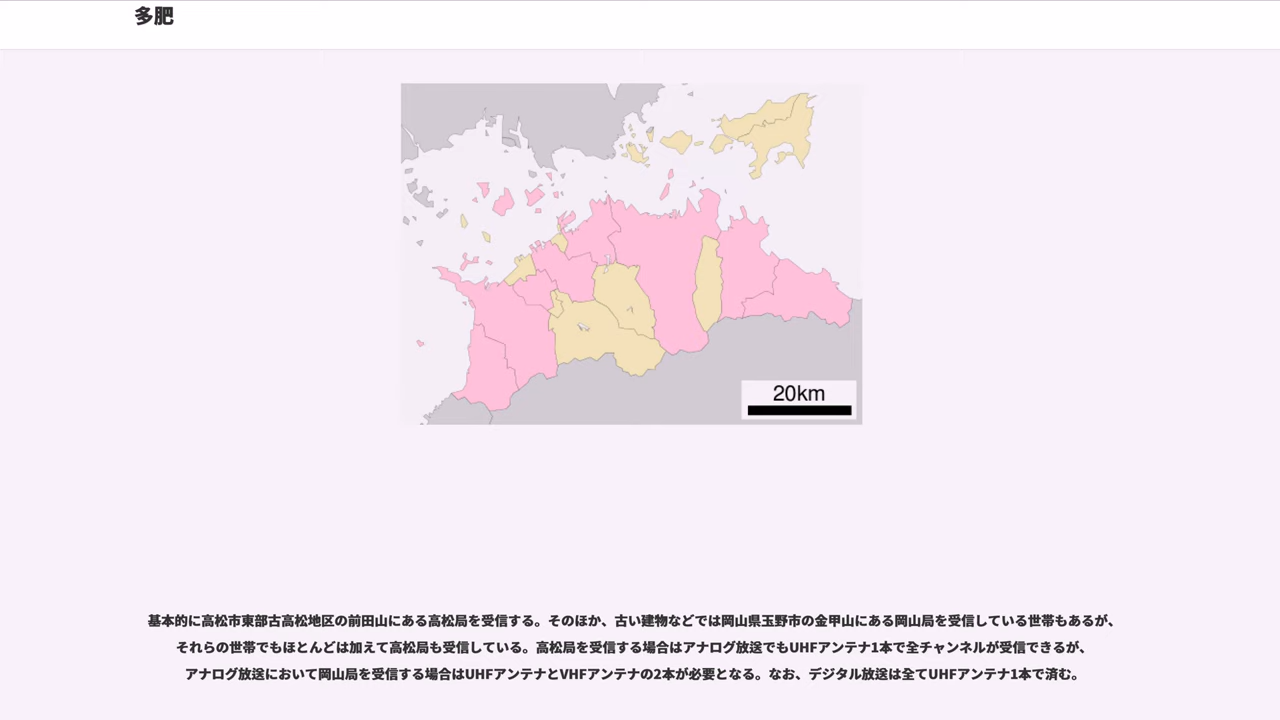 多肥
20km
基本的に高松市東部古高松地区の前田山にある高松局を受信する。そのほか、古い建物などでは岡山県玉野市の金甲山にある岡山局を受信している世帯もあるが、
それらの世帯でもほとんどは加えて高松局も受信している。高松局を受信する場合はアナログ放送でもUHFアンテナ1本で全チャンネルが受信できるが、
アナログ放送において岡山局を受信する場合はUHFアンテナとVHFアンテナの2本が必要となる。なお、デジタル放送は全てUHFアンテナ1本で済む。